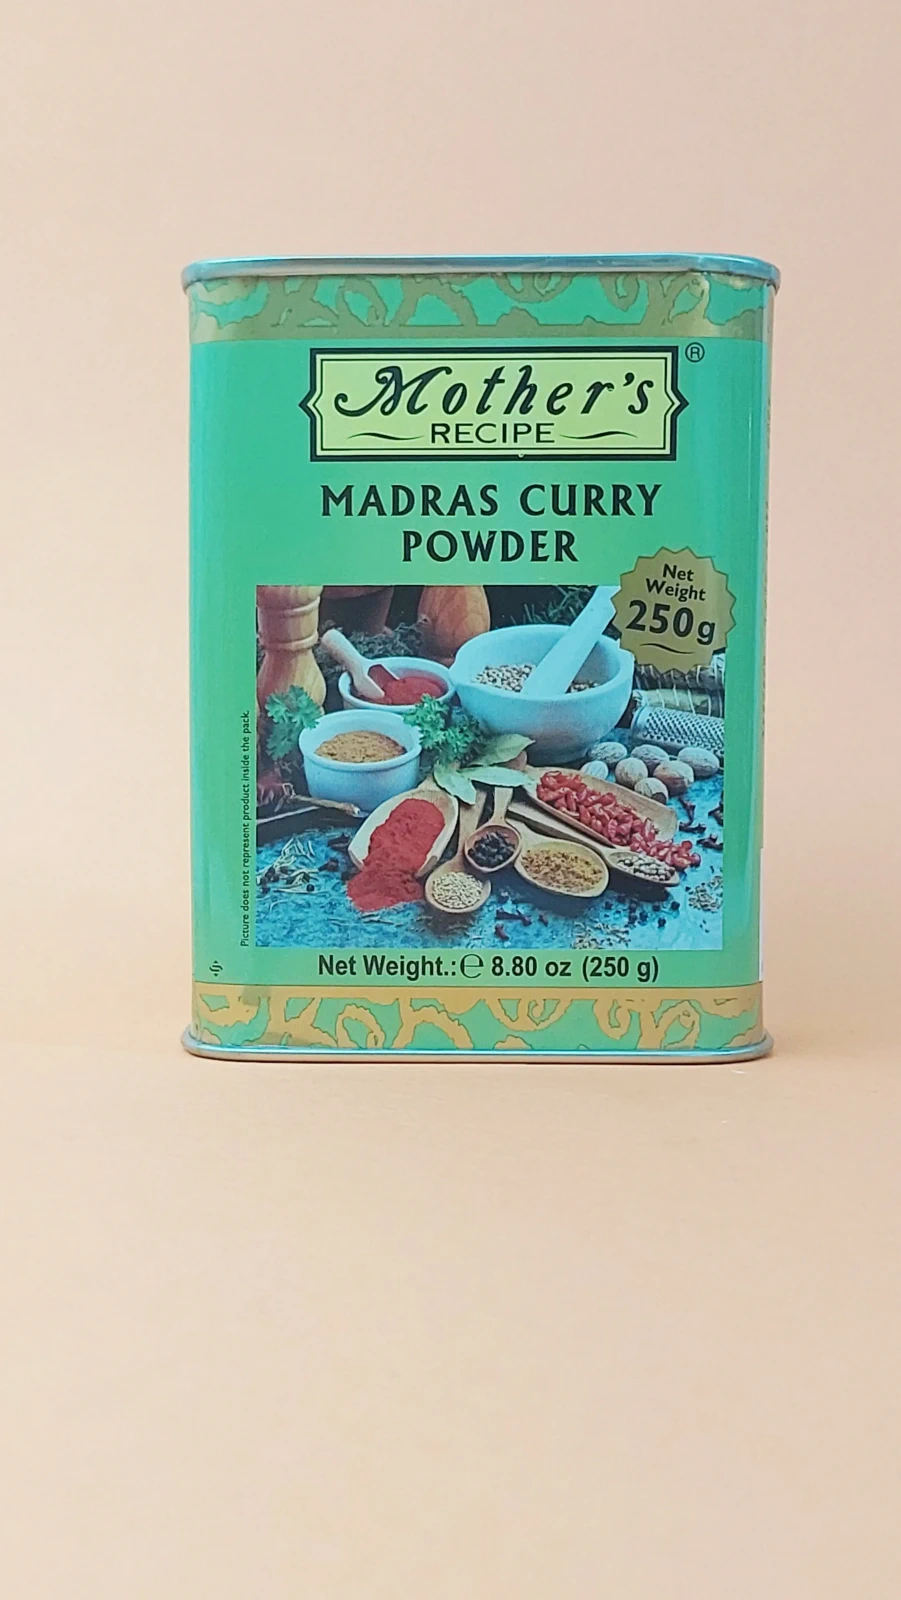 Mother's ®
RECIPE
MADRAS CURRY
POWDER
Net
Weight
250g
Picture does not represent product inside the pack.
Net Weight.:℮ 8.80 oz (250 g)